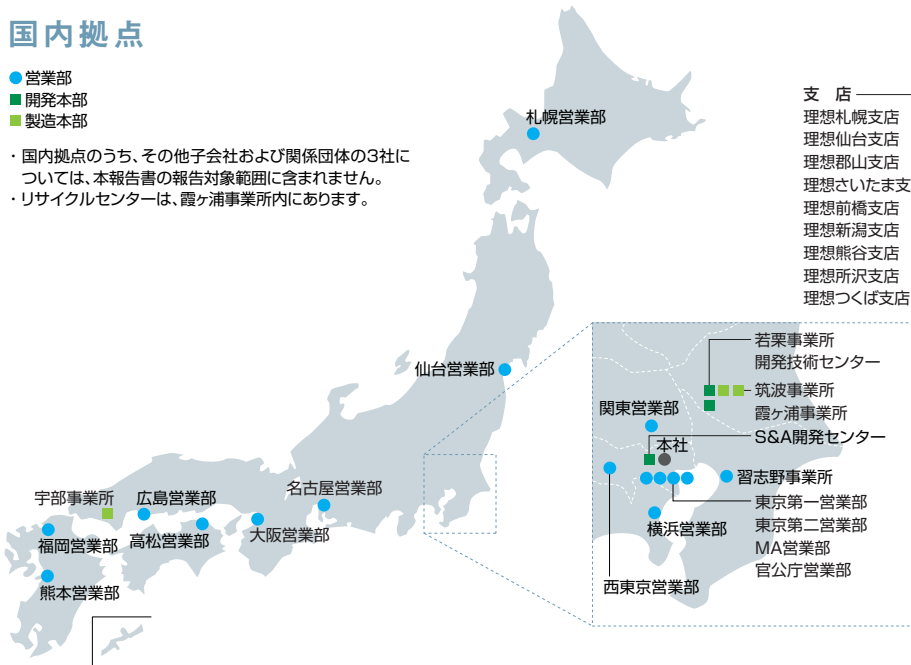 国内拠点
営業部
開発本部
製造本部
・国内拠点のうち、その他子会社および関係団体の3社に
ついては、本報告書の報告対象範囲に含まれません。
・リサイクルセンターは、霞ヶ浦事業所内にあります。
支 店
理想札幌支店
理想仙台支店
理想郡山支店
理想さいたま支
理想前橋支店
理想新潟支店
理想熊谷支店
理想所沢支店
理想つくば支店
札幌営業部
仙台営業部
若栗事業所
開発技術センター
筑波事業所
霞ヶ浦事業所
関東営業部
S&A開発センター
本社
習志野事業所
東京第一営業部
東京第二営業部
MA営業部
官公庁営業部
横浜営業部
西東京営業部
名古屋営業部
宇部事業所
広島営業部
大阪営業部
高松営業部
福岡営業部
熊本営業部